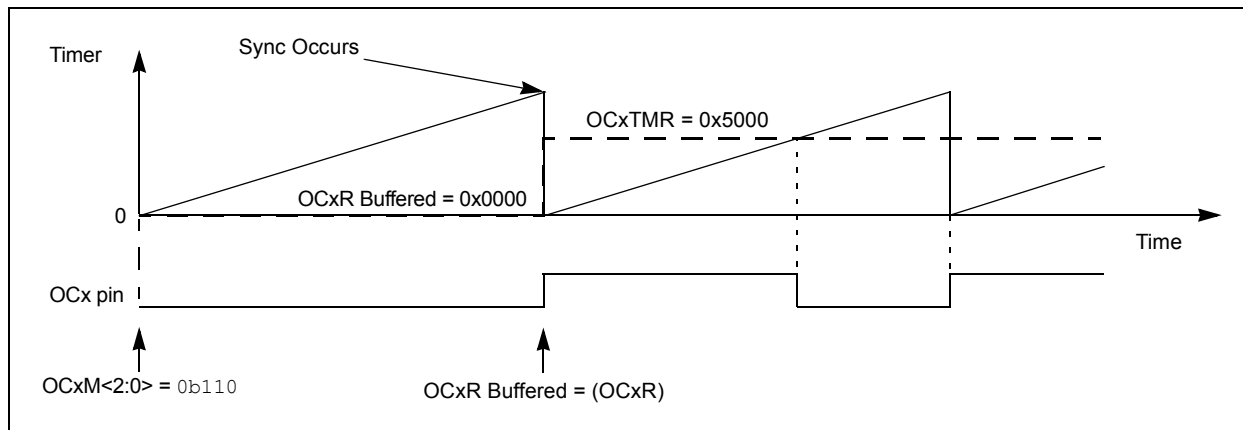 Sync Occurs
Timer
OCxTMR = 0x5000
OCxR Buffered = 0x0000
0
Time
OCx pin
OCxM<2:0> = 0b110
OCxR Buffered = (OCxR)